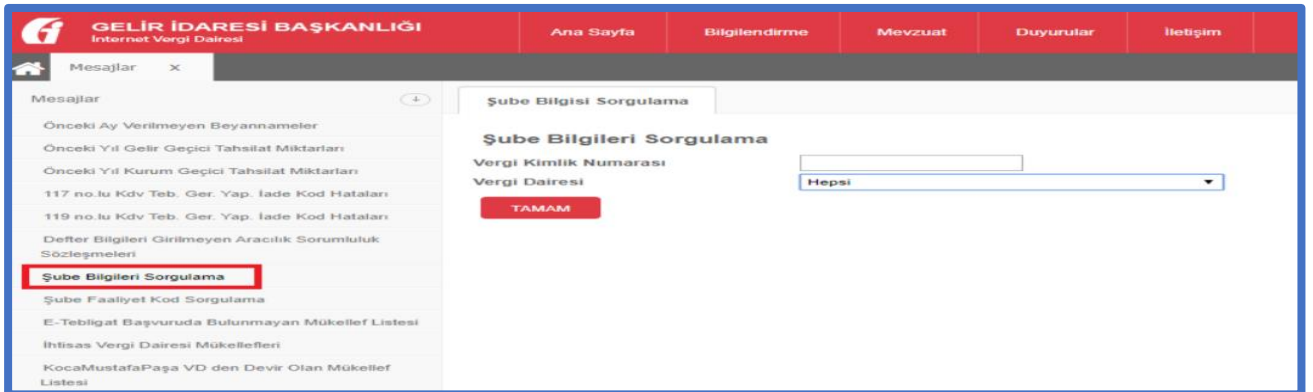 GELİR İDARESİ BAŞKANLIĞI
İnternet Vergi Dairesi
Ana Sayfa
Bilgilendirme
Mevzuat
Duyurular
İletişim
Mesajlar
Mesajlar
Önceki Ay Verilmeyen Beyannameler
Önceki Yıl Gelir Geçici Tahsilat Miktarları
Önceki Yıl Kurum Geçici Tahsilat Miktarları
117 no.lu Kdv Teb. Ger. Yap. İade Kod Hataları
119 no.lu Kdv Teb. Ger. Yap. İade Kod Hataları
Defter Bilgileri Girilmeyen Aracılık Sorumluluk
Sözleşmeleri
Şube Bilgileri Sorgulama
Şube Faaliyet Kod Sorgulama
E-Tebligat Başvuruda Bulunmayan Mükellef Listesi
İhtisas Vergi Dairesi Mükellefleri
KocaMustafaPaşa VD den Devir Olan Mükellef
Listesi
Şube Bilgisi Sorgulama
Şube Bilgileri Sorgulama
Vergi Kimlik Numarası
Vergi Dairesi
Hepsi
TAMAM